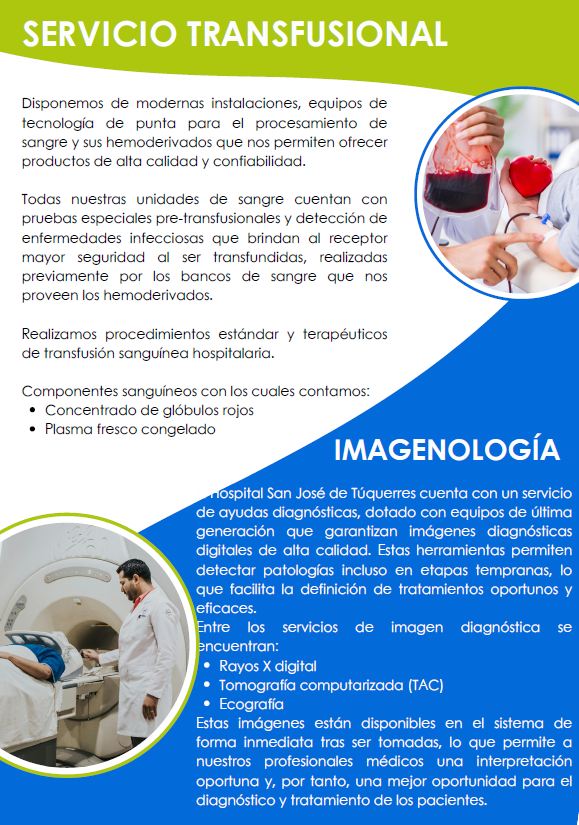 SERVICIO TRANSFUSIONAL
Disponemos de modernas instalaciones, equipos de
tecnología de punta para el procesamiento de
sangre y sus hemoderivados que nos permiten ofrecer
productos de alta calidad y confiabilidad.
Todas nuestras unidades de sangre cuentan con
pruebas especiales pre-transfusionales y detección de
enfermedades infecciosas que brindan al receptor
mayor seguridad al ser transfundidas, realizadas
previamente por los bancos de sangre que nos
proveen los hemoderivados.
Realizamos procedimientos estándar y terapéuticos
de transfusión sanguínea hospitalaria.
Componentes sanguíneos con los cuales contamos:
• Concentrado de glóbulos rojos
• Plasma fresco congelado
IMAGENOLOGÍA
Hospital San José de Túquerres cuenta con un servicio
de ayudas diagnósticas, dotado con equipos de última
generación que garantizan imágenes diagnósticas
digitales de alta calidad. Estas herramientas permiten
detectar patologías incluso en etapas tempranas, lo
que facilita la definición de tratamientos oportunos y
eficaces.
Entre los servicios de imagen diagnóstica se
encuentran:
• Rayos X digital
• Tomografía computarizada (TAC)
• Ecografía
Estas imágenes están disponibles en el sistema de
forma inmediata tras ser tomadas, lo que permite a
nuestros profesionales médicos una interpretación
oportuna y, por tanto, una mejor oportunidad para el
diagnóstico y tratamiento de los pacientes.